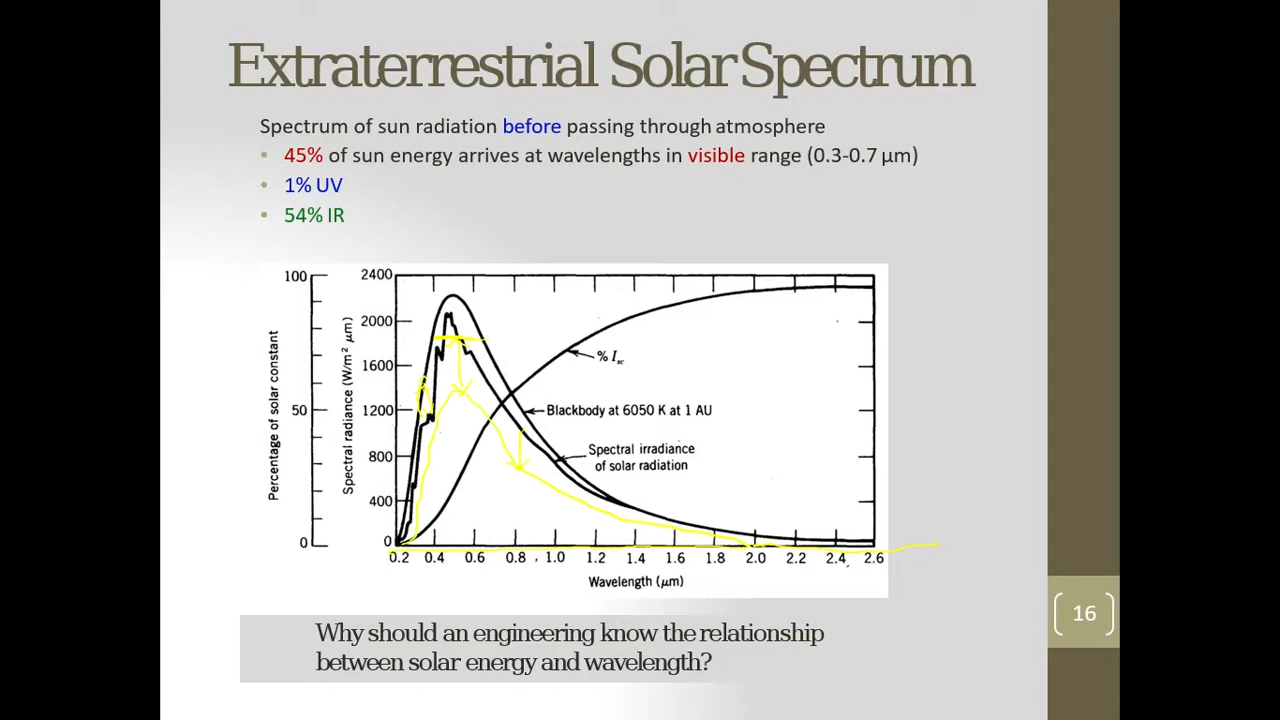 Extraterrestrial Solar Spectrum
Spectrum of sun radiation before passing through atmosphere
• 45% of sun energy arrives at wavelengths in visible range (0.3-0.7 µm)
• 1% UV
• 54% IR
Percentage of solar constant
100
50
0
Spectral radiance (W/m² µm)
2400
2000
1600
1200
800
400
0
% Isc
Blackbody at 6050 K at 1 AU
Spectral irradiance
of solar radiation
0.2 0.4 0.6 0.8 1.0 1.2 1.4 1.6 1.8 2.0 2.2 2.4 2.6
Wavelength (µm)
16
Why should an engineering know the relationship
between solar energy and wavelength?